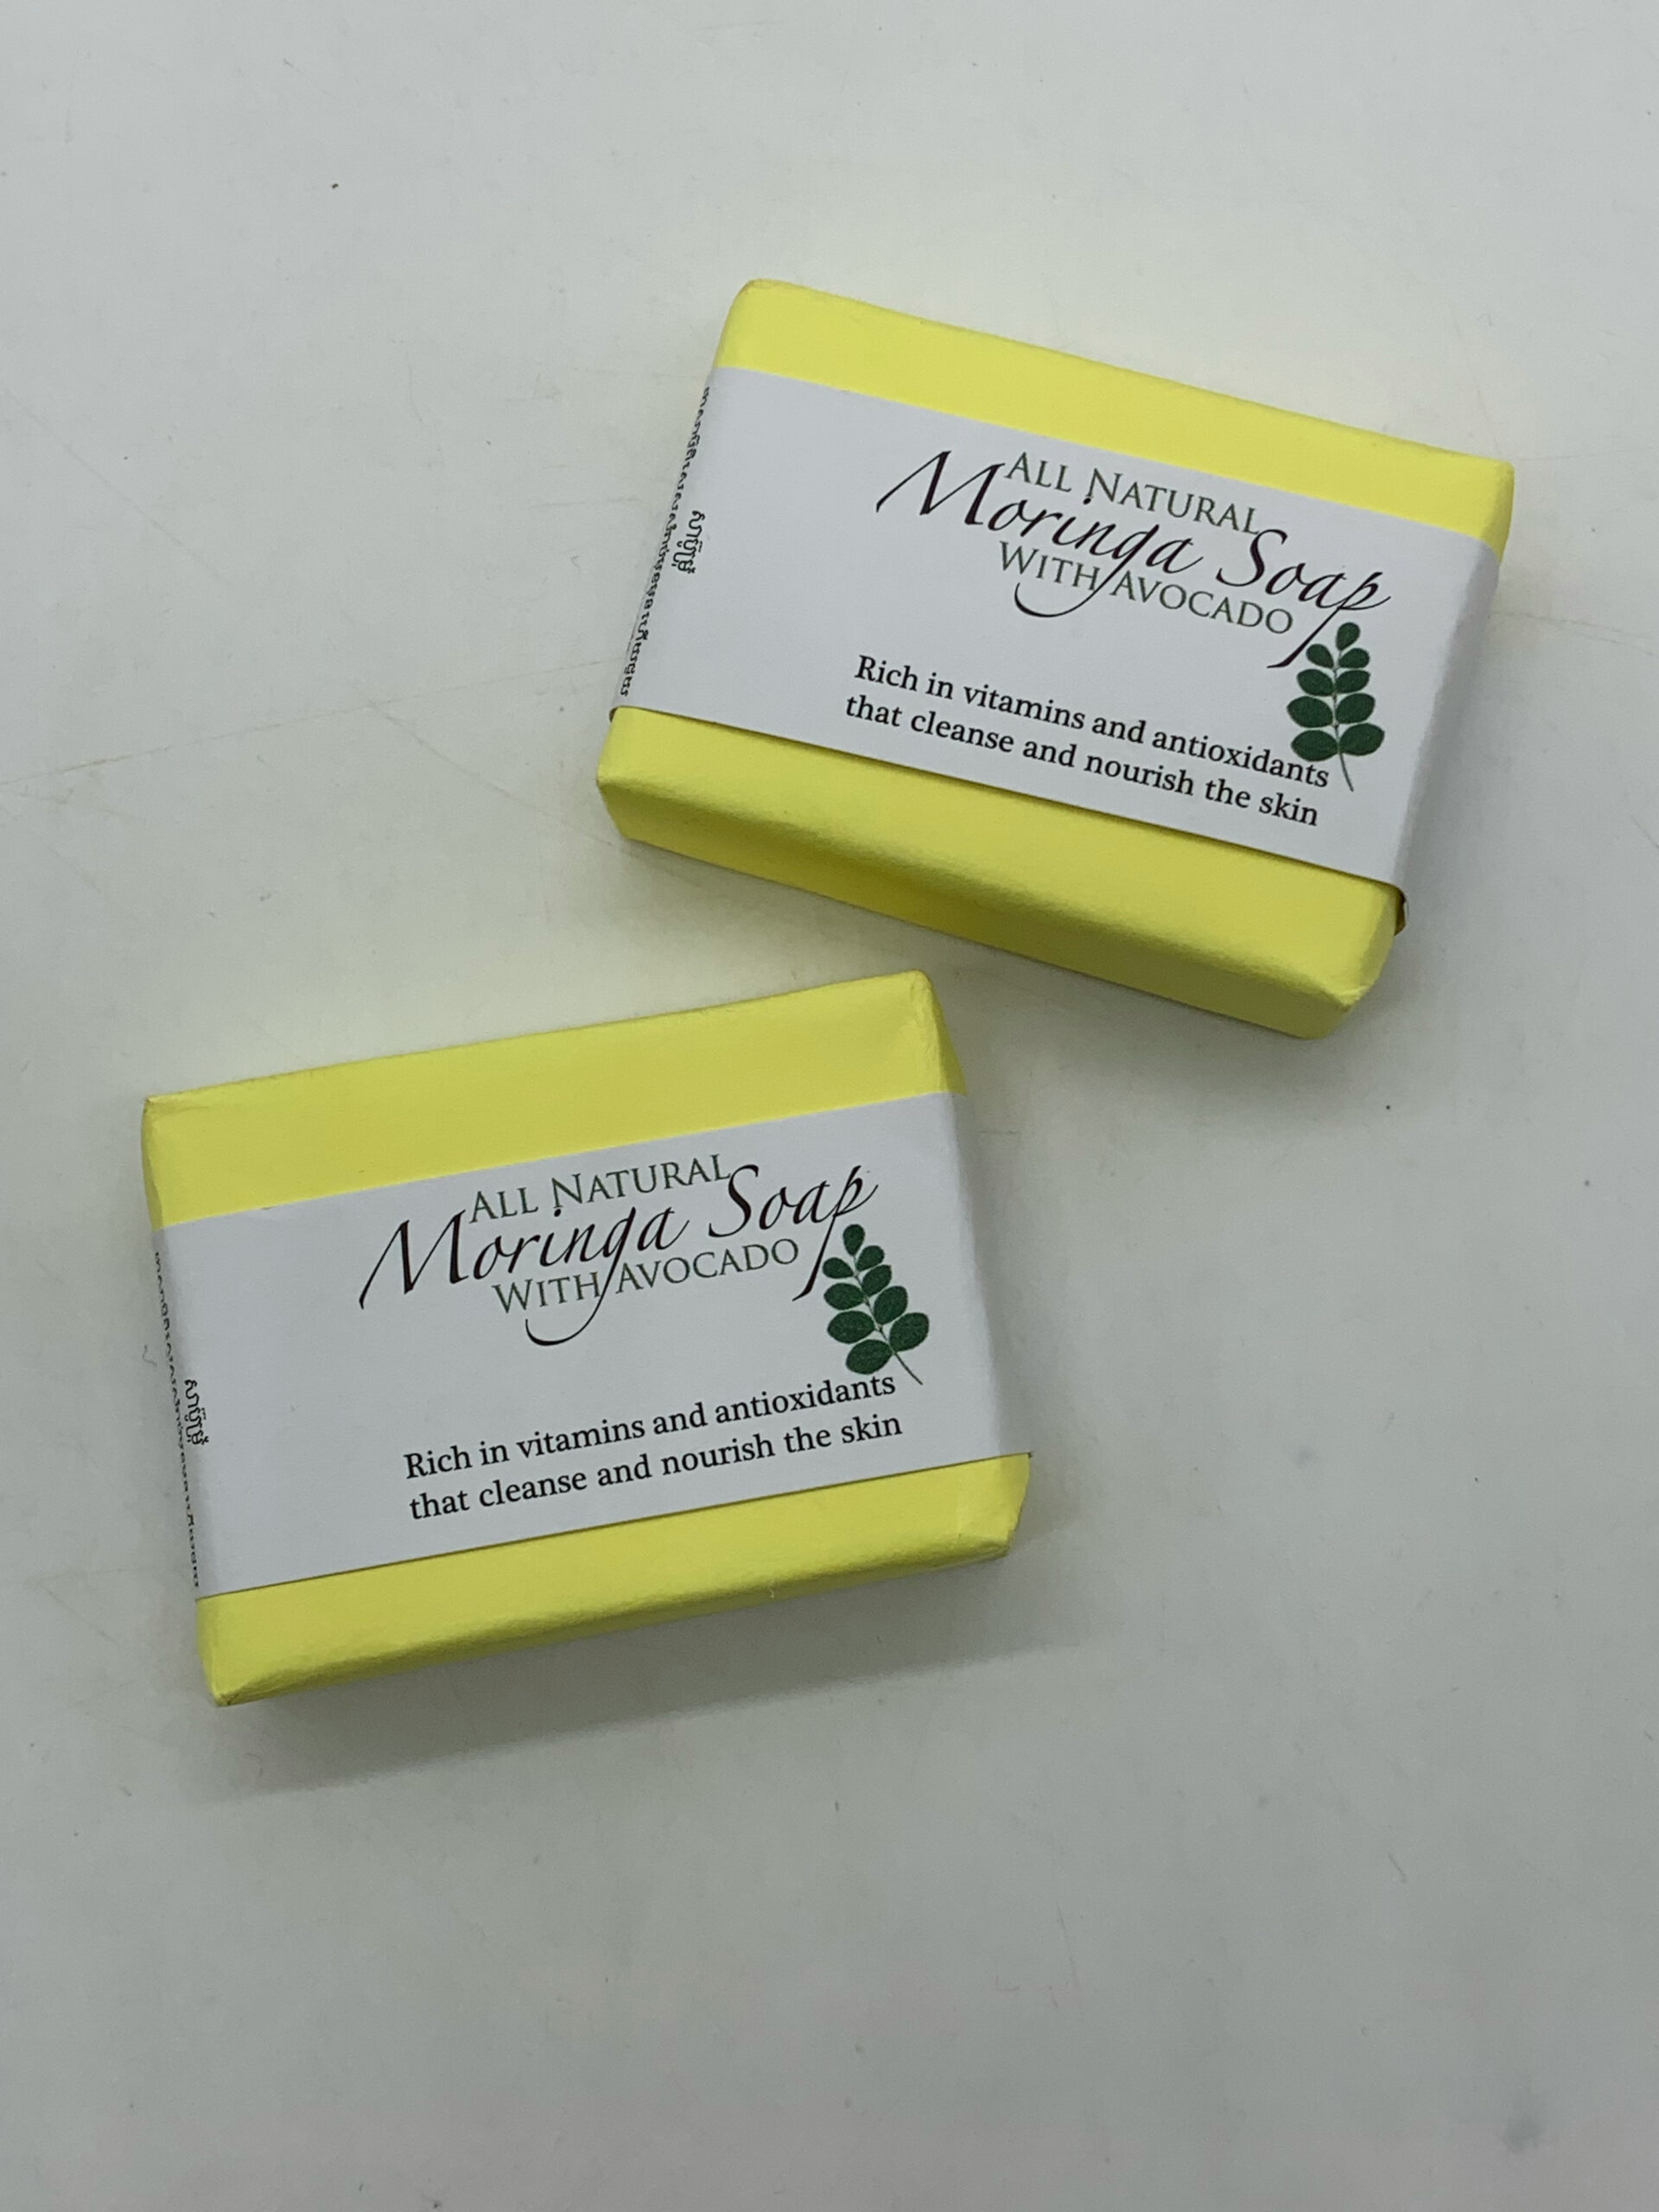 ALL NATURAL
Moringa Soap
WITH AVOCADO
Rich in vitamins and antioxidants
that cleanse and nourish the skin
ALL NATURAL
Moringa Soap
WITH AVOCADO
Rich in vitamins and antioxidants
that cleanse and nourish the skin